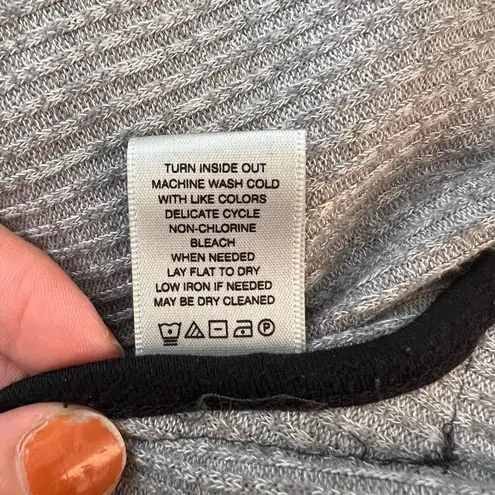 TURN INSIDE OUT
MACHINE WASH COLD
WITH LIKE COLORS
DELICATE CYCLE
NON-CHLORINE
BLEACH
WHEN NEEDED
LAY FLAT TO DRY
LOW IRON IF NEEDED
MAY BE DRY CLEANED
P